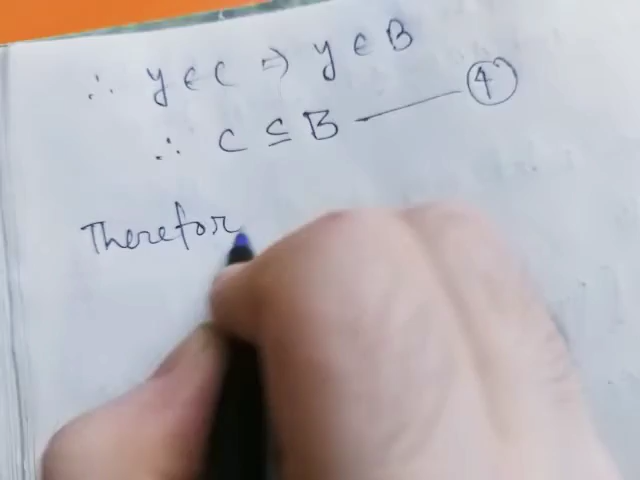 ∴ y ∈ C ⇒ y ∈ B
∴ C ⊆ B — ④
Therefor